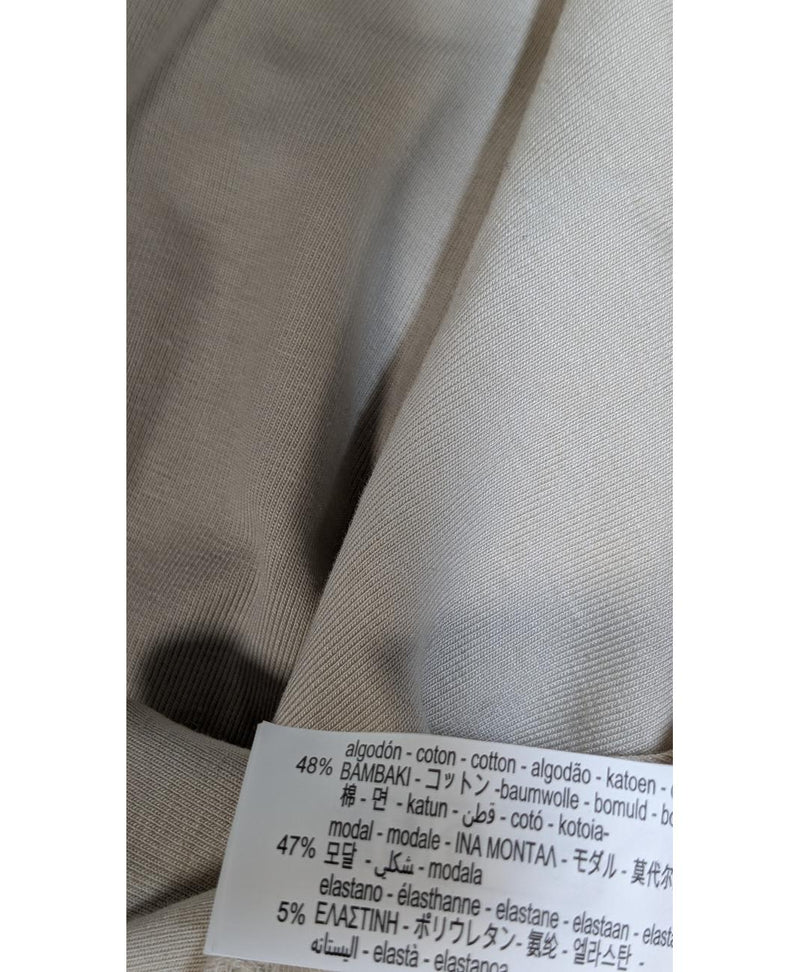 algodón - coton - cotton - algodão - katoen -
48% BAMBAKI - コットン -baumwolle - bomuld -
棉 - 면 - katun - قطن - cotó - kotoia-
modal - modale - INA MONTAΛ - モダル - 莫代尔
47% 모달 - شكلي - modala
elastano - élasthanne - elastane - elastaan -
5% ΕΛΑΣΤΙΝΗ - ポリウレタン- 氨纶 - 엘라스탄 -
اليستانه - elastà - elastanoa